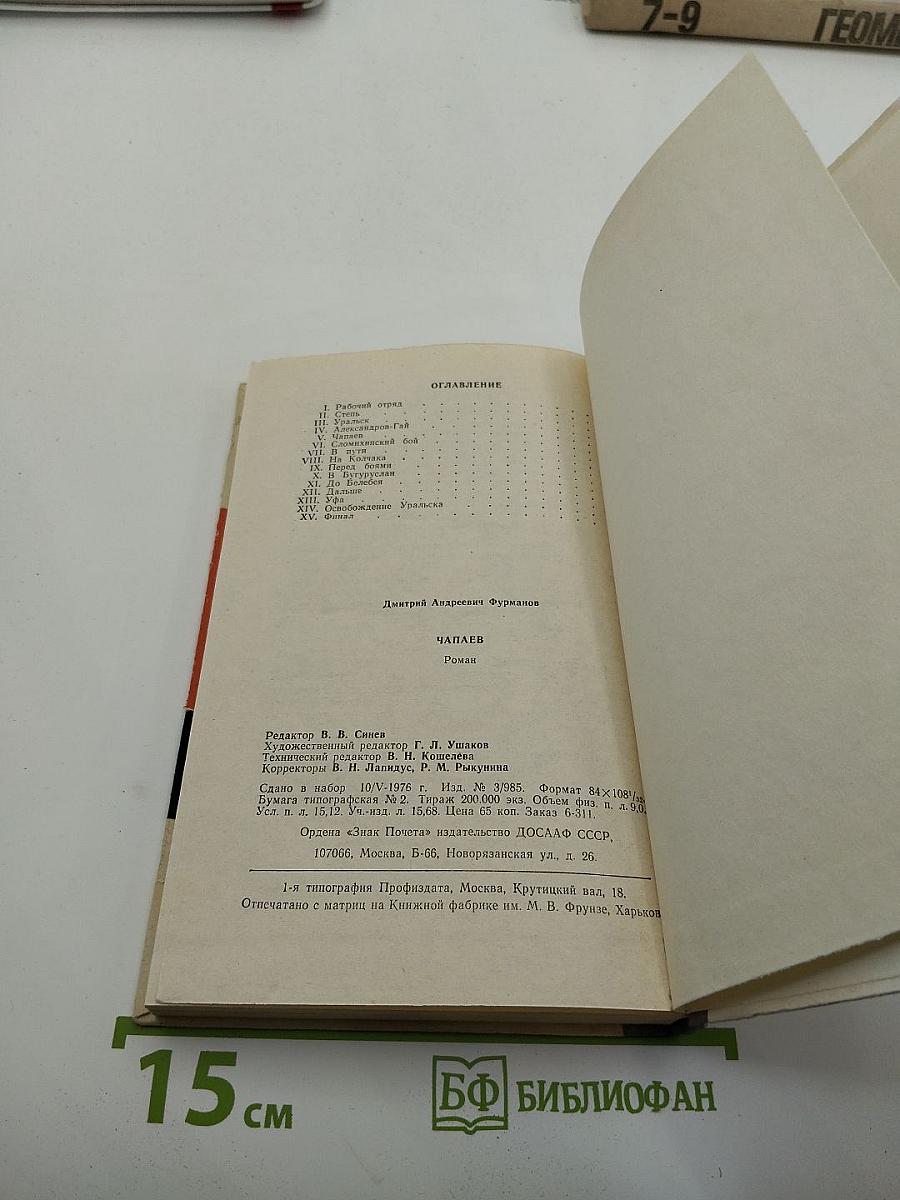 7-9
ГЕОМ
ОГЛАВЛЕНИЕ
I. Рабочий отряд
II. Степь
III. Уральск
IV. Александров-Гай
V. Чапаев
VI. Сломихинский бой
VII. В пути
VIII. На Колчака
IX. Перед боями
X. В Бугуруслан
XI. До Белебея
XII. Дальше
XIII. Уфа
XIV. Освобождение Уральска
XV. Финал
Дмитрий Андреевич Фурманов
ЧАПАЕВ
Роман
Редактор В. В. Синев
Художественный редактор Г. Л. Ушаков
Технический редактор В. Н. Кошелева
Корректоры В. Н. Лапидус, Р. М. Рыкунина
Сдано в набор 10/V-1976 г. Изд. № 3/985. Формат 84×108¹/₃₂
Бумага типографская № 2. Тираж 200.000 экз. Объем физ. п. л. 9,0.
Усл. п. л. 15,12. Уч.-изд. л. 15,68. Цена 65 коп. Заказ 6-311.
Ордена «Знак Почета» издательство ДОСААФ СССР,
107066, Москва, Б-66, Новорязанская ул., д. 26.
1-я типография Профиздата, Москва, Крутицкий вал, 18.
Отпечатано с матриц на Книжной фабрике им. М. В. Фрунзе, Харьков
15 см
БФ БИБЛИОФАН